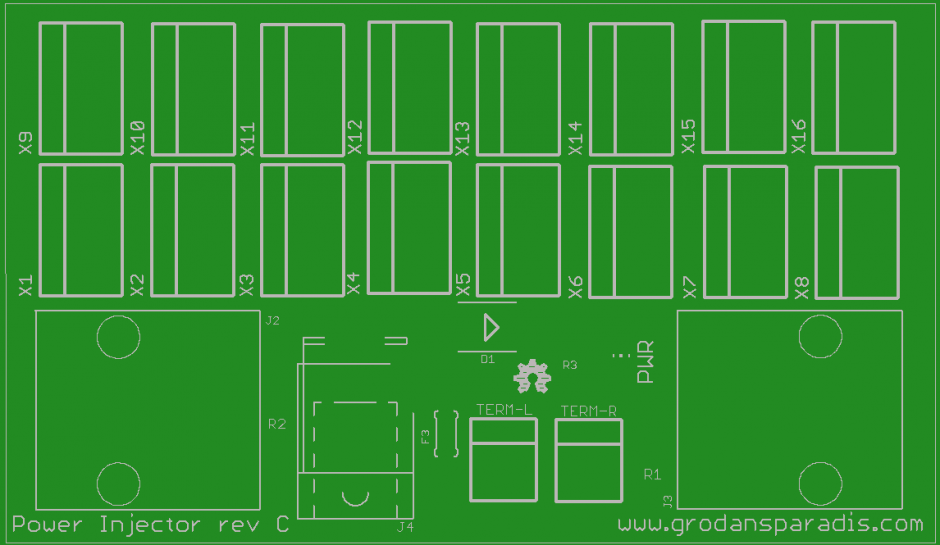 X9
X10
X11
X12
X13
X14
X15
X16
X1
X2
X3
X4
X5
X6
X7
X8
J2
D1
R3
PWR
TERM-L
TERM-R
R2
F3
R1
J3
J4
Power Injector rev C
www.grodansparadis.com